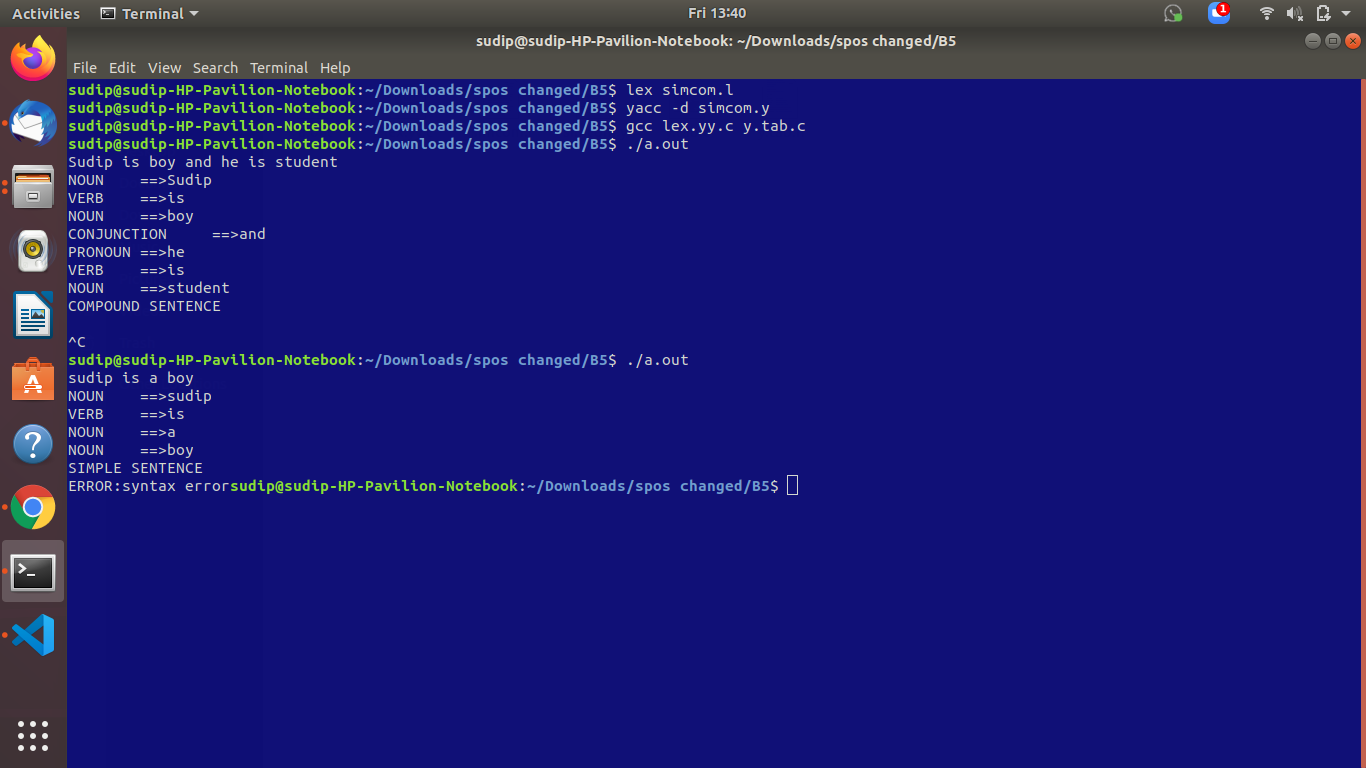 Activities Terminal Fri 13:40 1
sudip@sudip-HP-Pavilion-Notebook: ~/Downloads/spos changed/B5
File Edit View Search Terminal Help
sudip@sudip-HP-Pavilion-Notebook:~/Downloads/spos changed/B5$ lex simcom.l
sudip@sudip-HP-Pavilion-Notebook:~/Downloads/spos changed/B5$ yacc -d simcom.y
sudip@sudip-HP-Pavilion-Notebook:~/Downloads/spos changed/B5$ gcc lex.yy.c y.tab.c
sudip@sudip-HP-Pavilion-Notebook:~/Downloads/spos changed/B5$ ./a.out
Sudip is boy and he is student
NOUN    ==>Sudip
VERB    ==>is
NOUN    ==>boy
CONJUNCTION     ==>and
PRONOUN ==>he
VERB    ==>is
NOUN    ==>student
COMPOUND SENTENCE
^C
sudip@sudip-HP-Pavilion-Notebook:~/Downloads/spos changed/B5$ ./a.out
sudip is a boy
NOUN    ==>sudip
VERB    ==>is
NOUN    ==>a
NOUN    ==>boy
SIMPLE SENTENCE
ERROR:syntax errorsudip@sudip-HP-Pavilion-Notebook:~/Downloads/spos changed/B5$